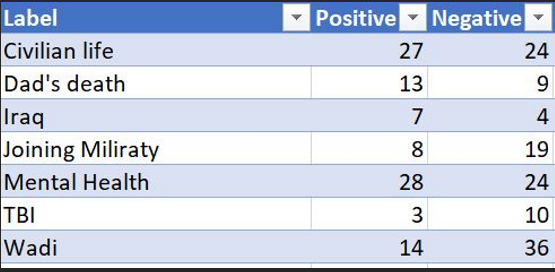 Label Positive Negative
Civilian life 27 24
Dad's death 13 9
Iraq 7 4
Joining Miliraty 8 19
Mental Health 28 24
TBI 3 10
Wadi 14 36